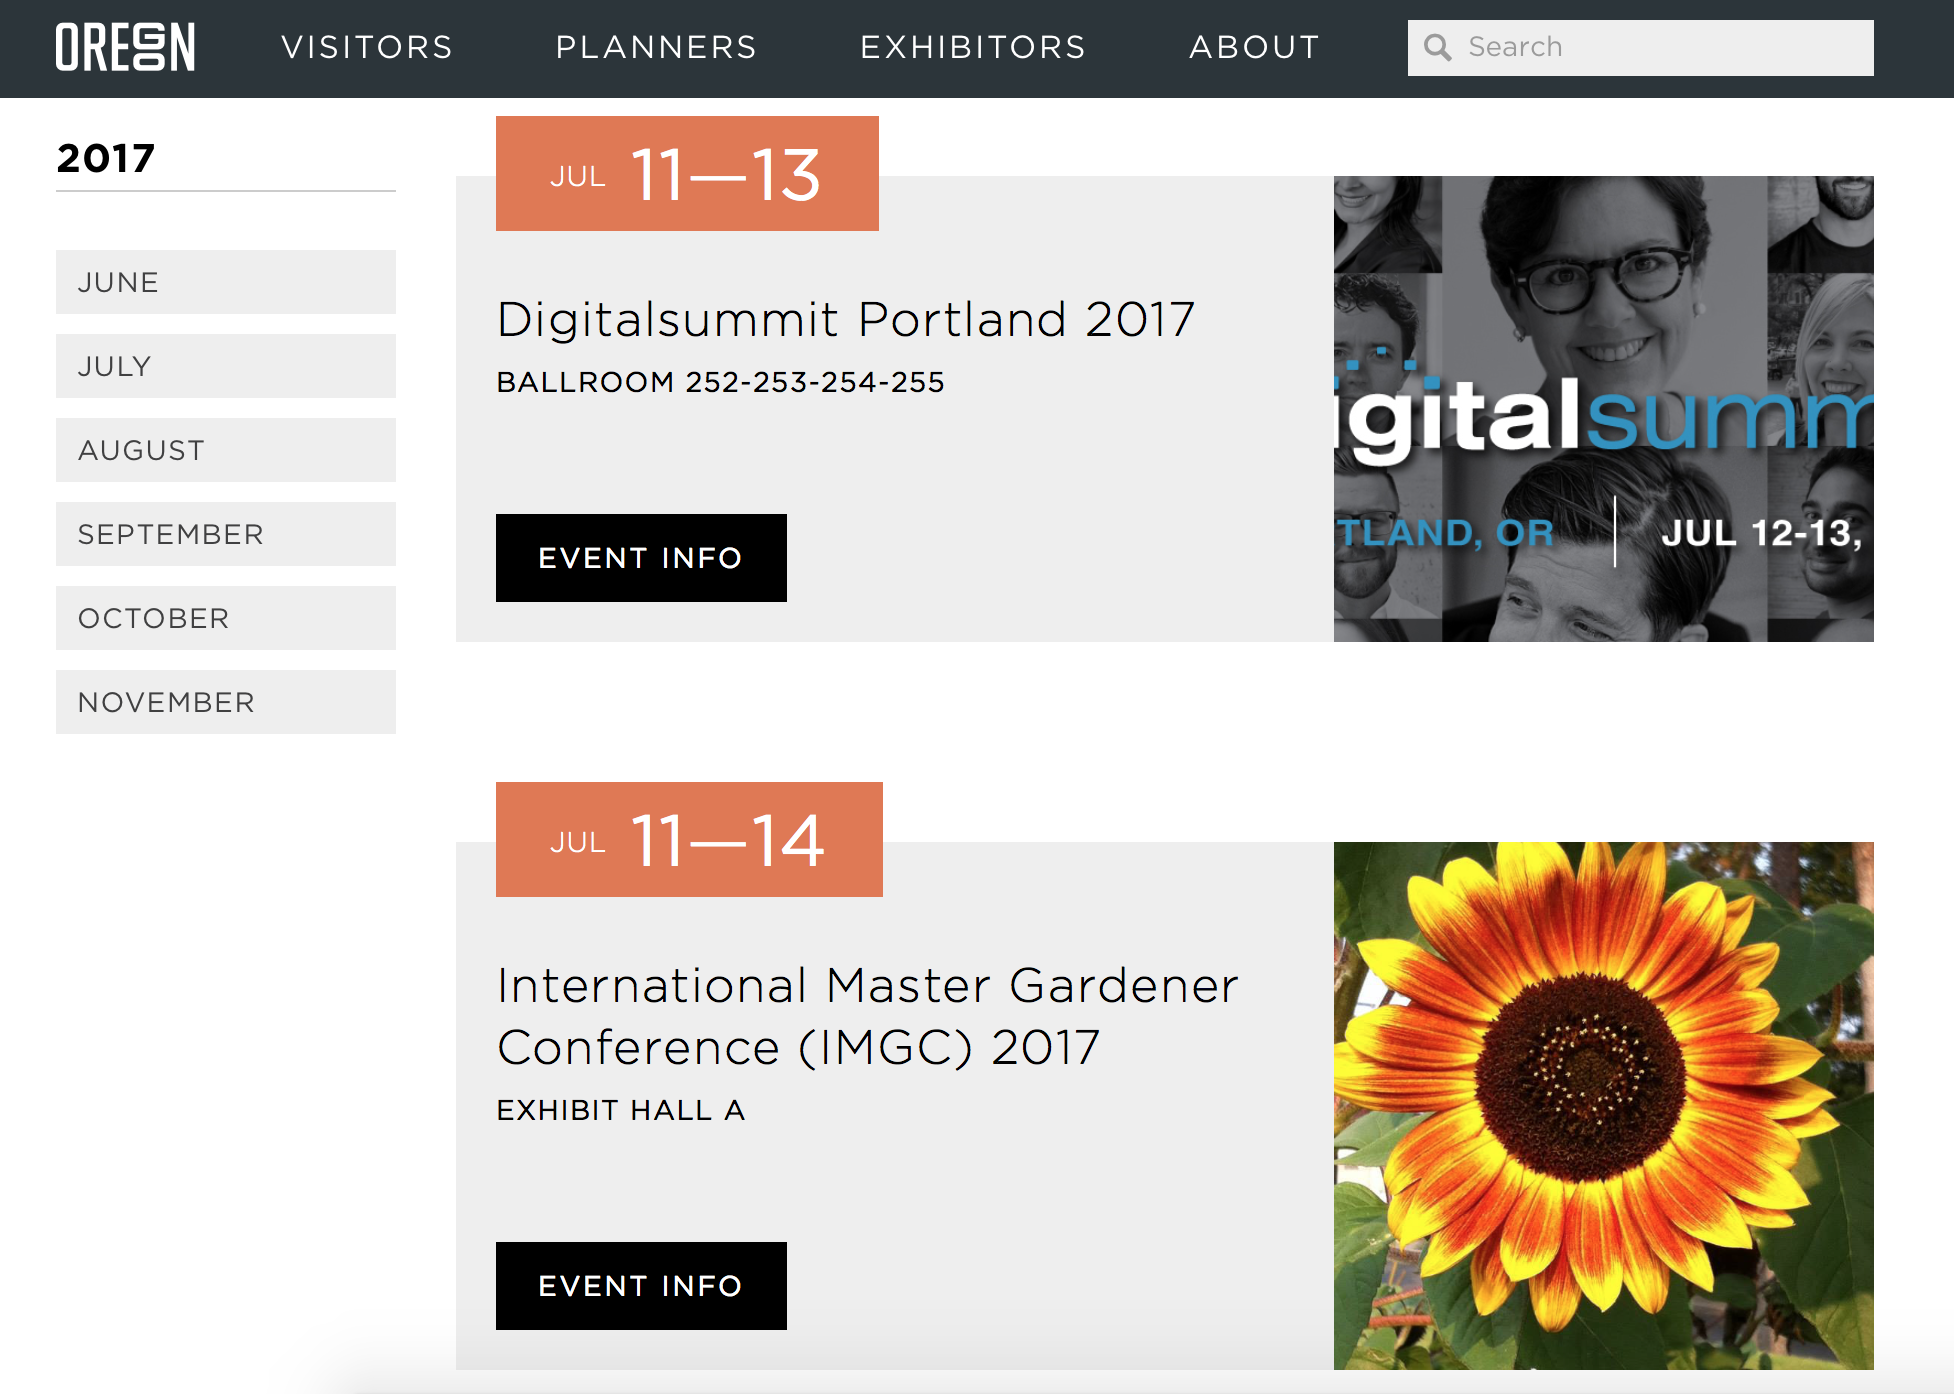 OREGON
VISITORS
PLANNERS
EXHIBITORS
ABOUT
Search
2017
JUNE
JULY
AUGUST
SEPTEMBER
OCTOBER
NOVEMBER
JUL 11—13
Digitalsummit Portland 2017
BALLROOM 252-253-254-255
EVENT INFO
igitalsumm
TLAND, OR
JUL 12-13,
JUL 11—14
International Master Gardener
Conference (IMGC) 2017
EXHIBIT HALL A
EVENT INFO